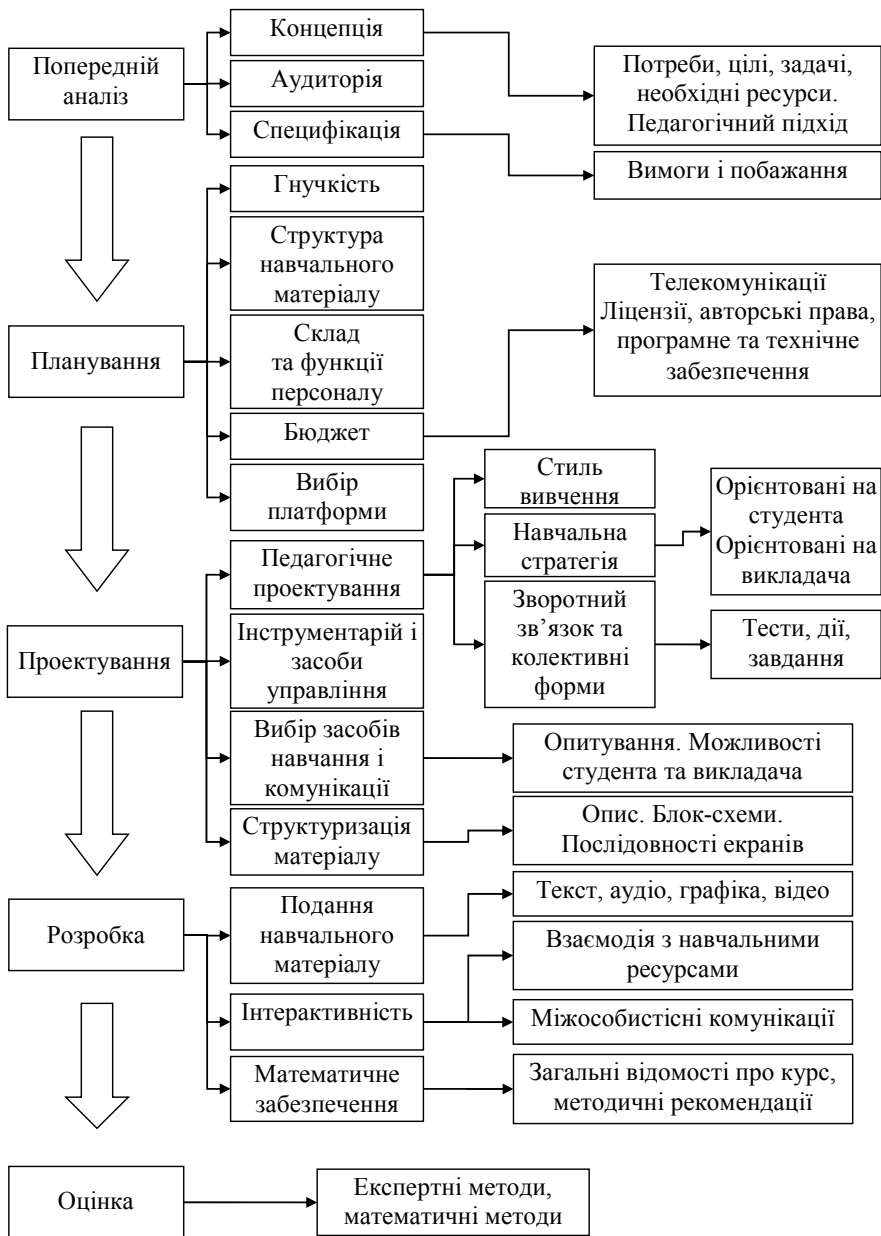 Попередній
аналіз
Концепція
Аудиторія
Специфікація
Потреби, цілі, задачі,
необхідні ресурси.
Педагогічний підхід
Вимоги і побажання
Планування
Гнучкість
Структура
навчального
матеріалу
Склад
та функції
персоналу
Бюджет
Вибір
платформи
Телекомунікації
Ліцензії, авторські права,
програмне та технічне
забезпечення
Проектування
Педагогічне
проектування
Інструментарій і
засоби
управління
Вибір засобів
навчання і
комунікації
Структуризація
матеріалу
Стиль
вивчення
Навчальна
стратегія
Зворотний
зв’язок та
колективні
форми
Орієнтовані на
студента
Орієнтовані на
викладача
Тести, дії,
завдання
Опитування. Можливості
студента та викладача
Опис. Блок-схеми.
Послідовності екранів
Розробка
Подання
навчального
матеріалу
Інтерактивність
Математичне
забезпечення
Текст, аудіо, графіка, відео
Взаємодія з навчальними
ресурсами
Міжособистісні комунікації
Загальні відомості про курс,
методичні рекомендації
Оцінка
Експертні методи,
математичні методи